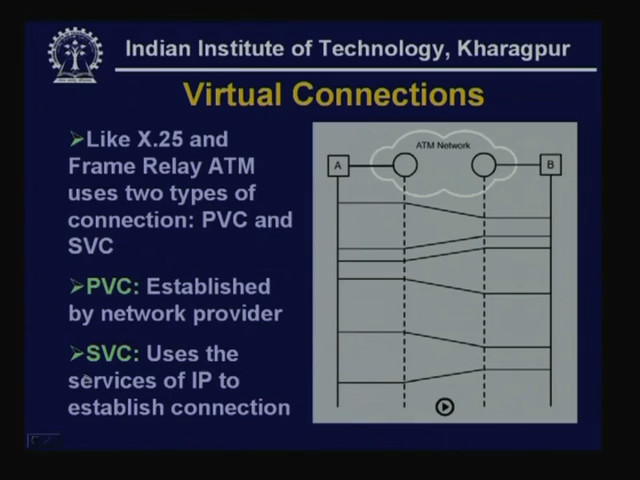 Indian Institute of Technology, Kharagpur
Virtual Connections
Like X.25 and
Frame Relay ATM
uses two types of
connection: PVC and
SVC
PVC: Established
by network provider
SVC: Uses the
services of IP to
establish connection
ATM Network
A
B